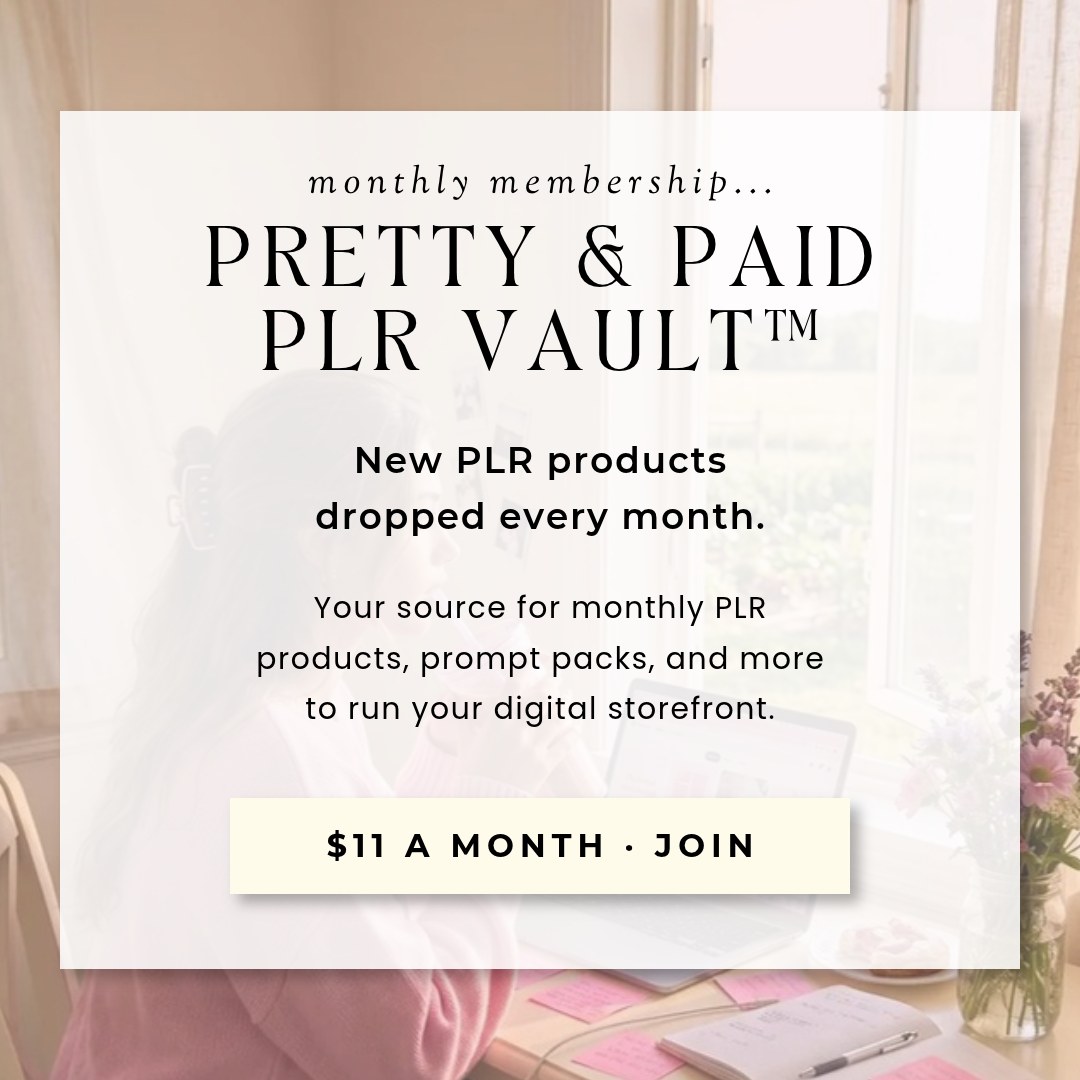 monthly membership...
PRETTY & PAID
PLR VAULT™
New PLR products
dropped every month.
Your source for monthly PLR
products, prompt packs, and more
to run your digital storefront.
$11 A MONTH · JOIN